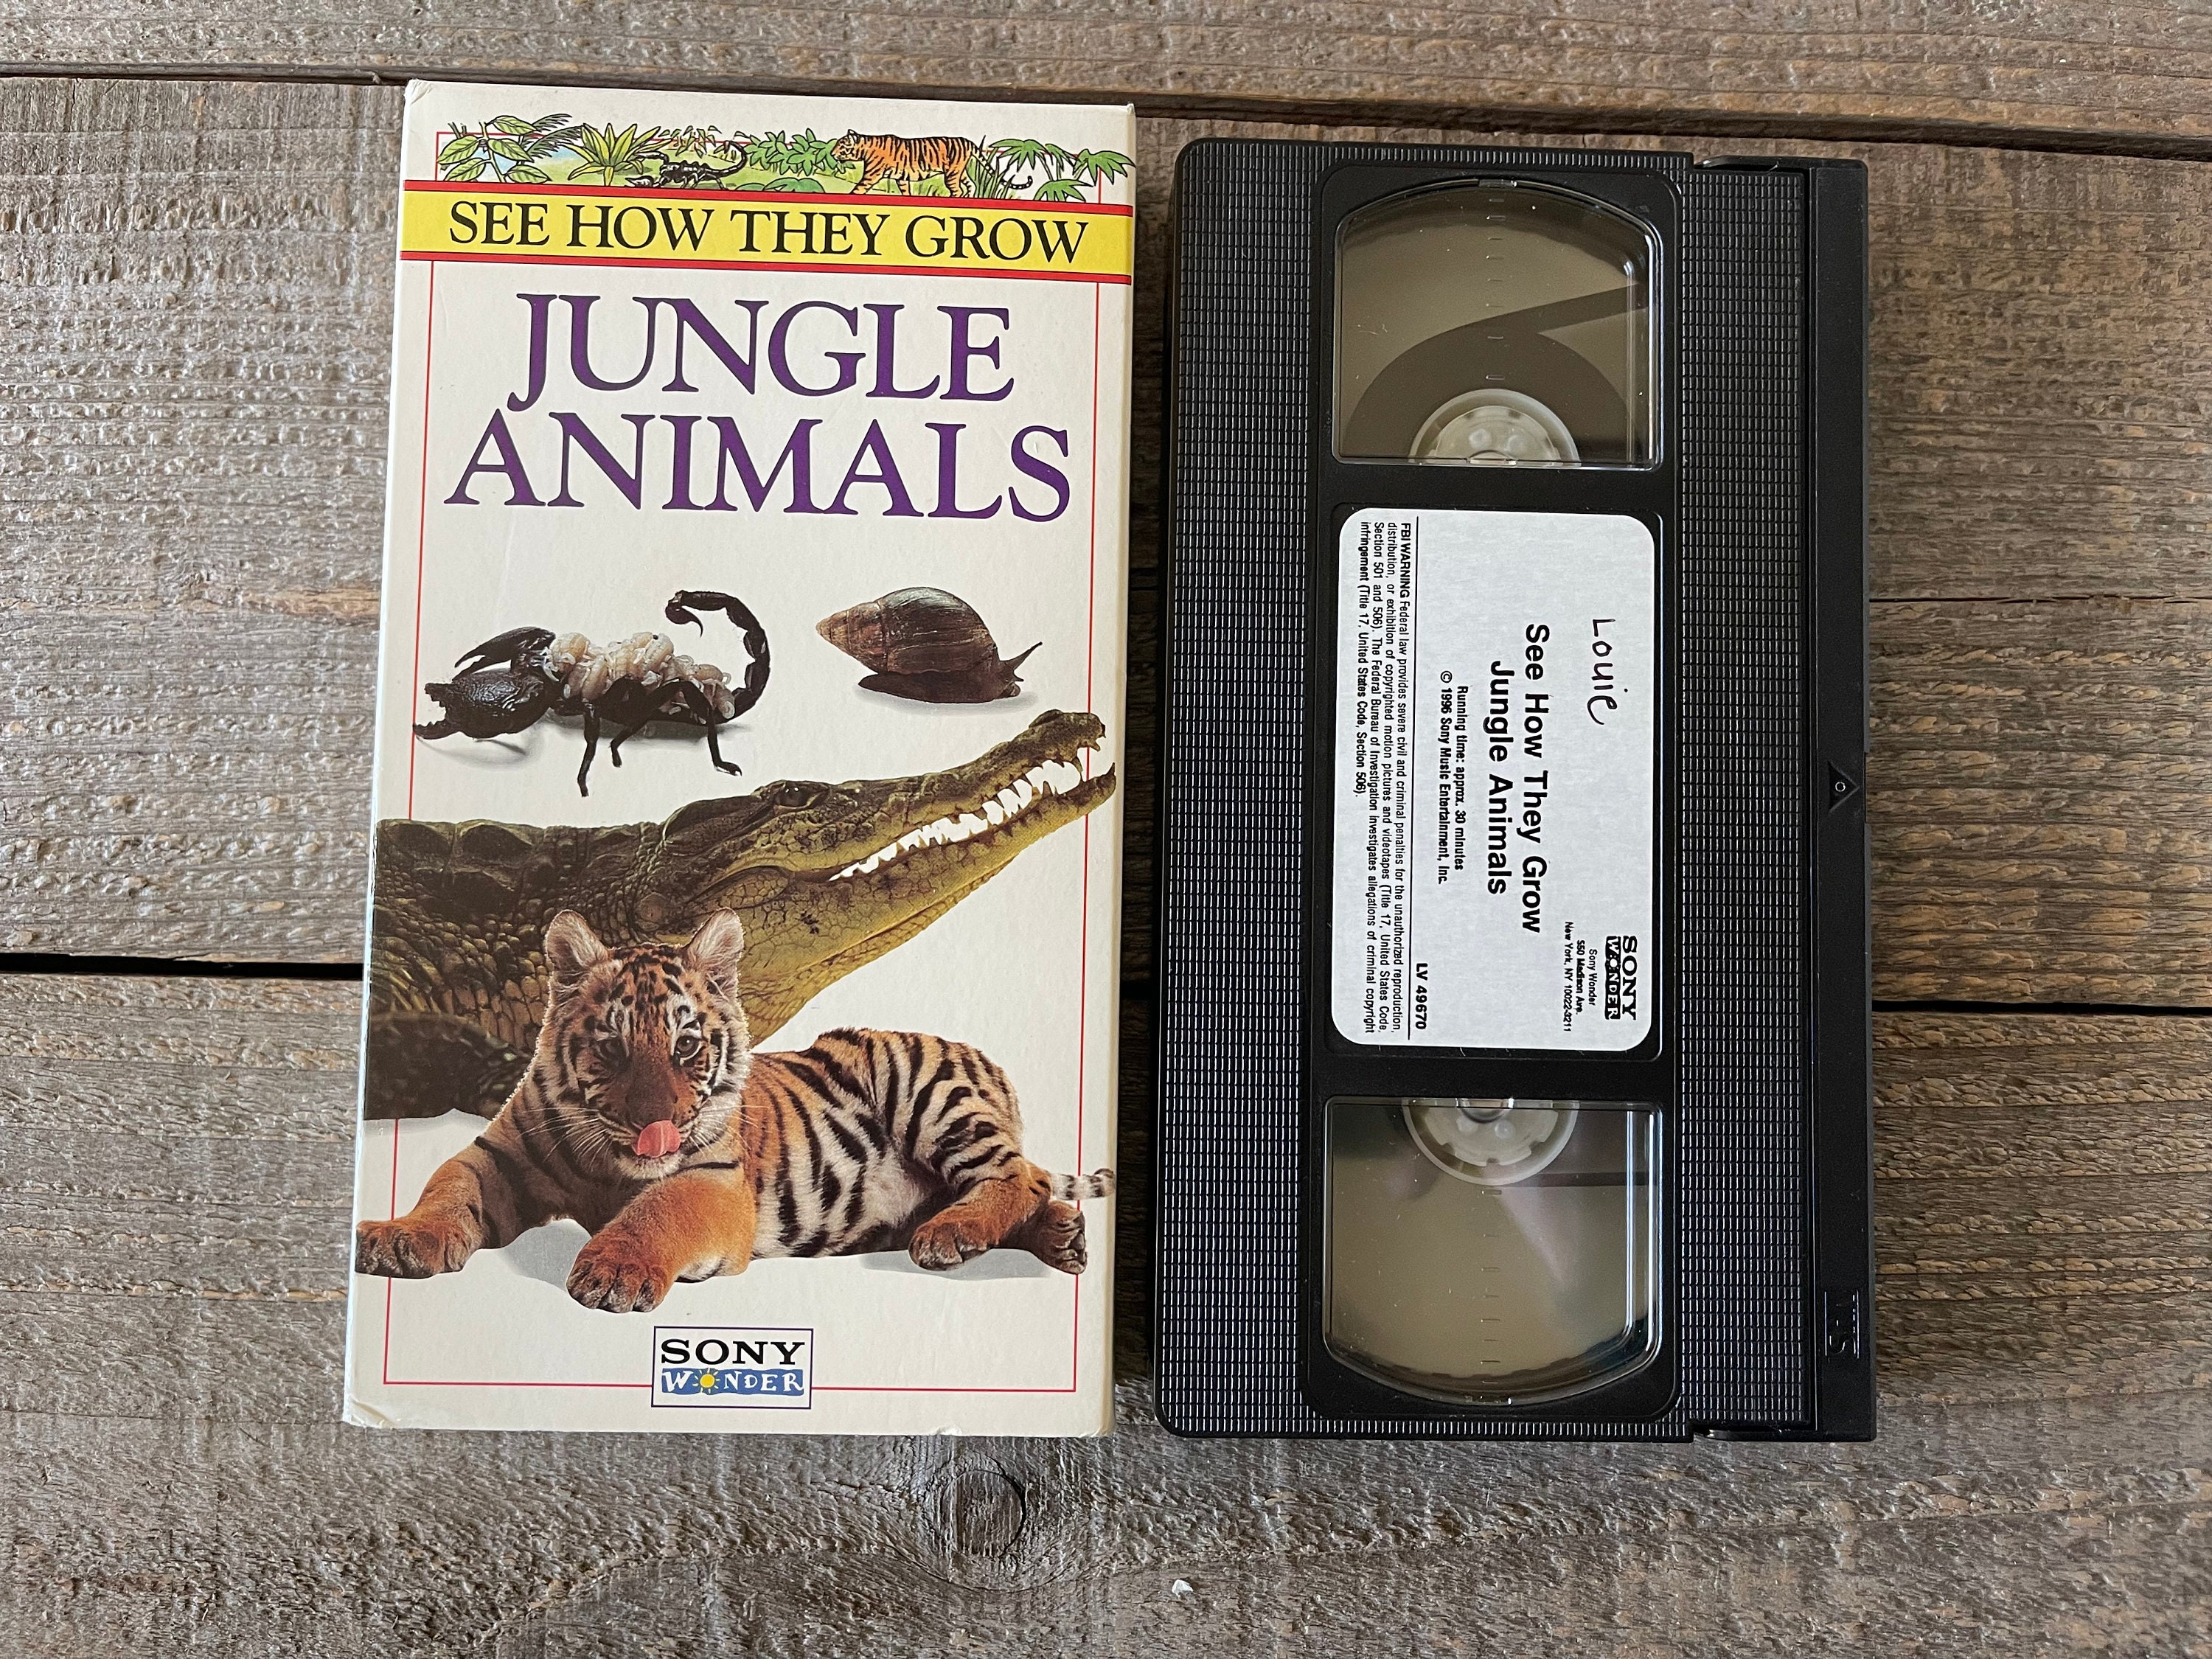 SEE HOW THEY GROW
JUNGLE
ANIMALS
SONY
WONDER
Louie
SONY
WONDER
Sony Wonder
550 Madison Ave.
New York, NY 10022-3211
See How They Grow
Jungle Animals
Running time: approx. 30 minutes
© 1996 Sony Music Entertainment, Inc.
LV 49670
FBI WARNING Federal law provides severe civil and criminal penalties for the unauthorized reproduction,
distribution, or exhibition of copyrighted motion pictures and videotapes (Title 17, United States Code,
Section 501 and 506). The Federal Bureau of Investigation investigates allegations of criminal copyright
infringement (Title 17, United States Code, Section 506).
VHS